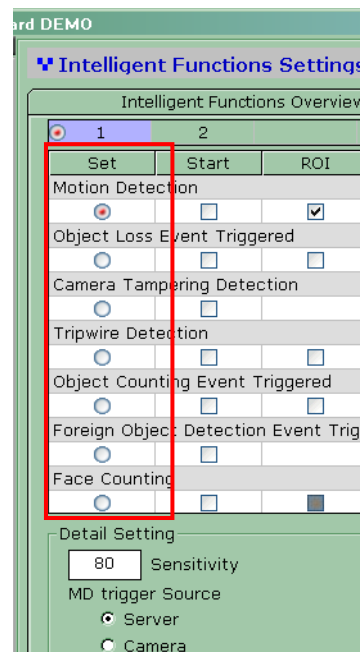 ard DEMO
Intelligent Functions Settings
Intelligent Functions Overview
1 2
Set Start ROI
Motion Detection
Object Loss Event Triggered
Camera Tampering Detection
Tripwire Detection
Object Counting Event Triggered
Foreign Object Detection Event Trig
Face Counting
Detail Setting
80 Sensitivity
MD trigger Source
Server
Camera